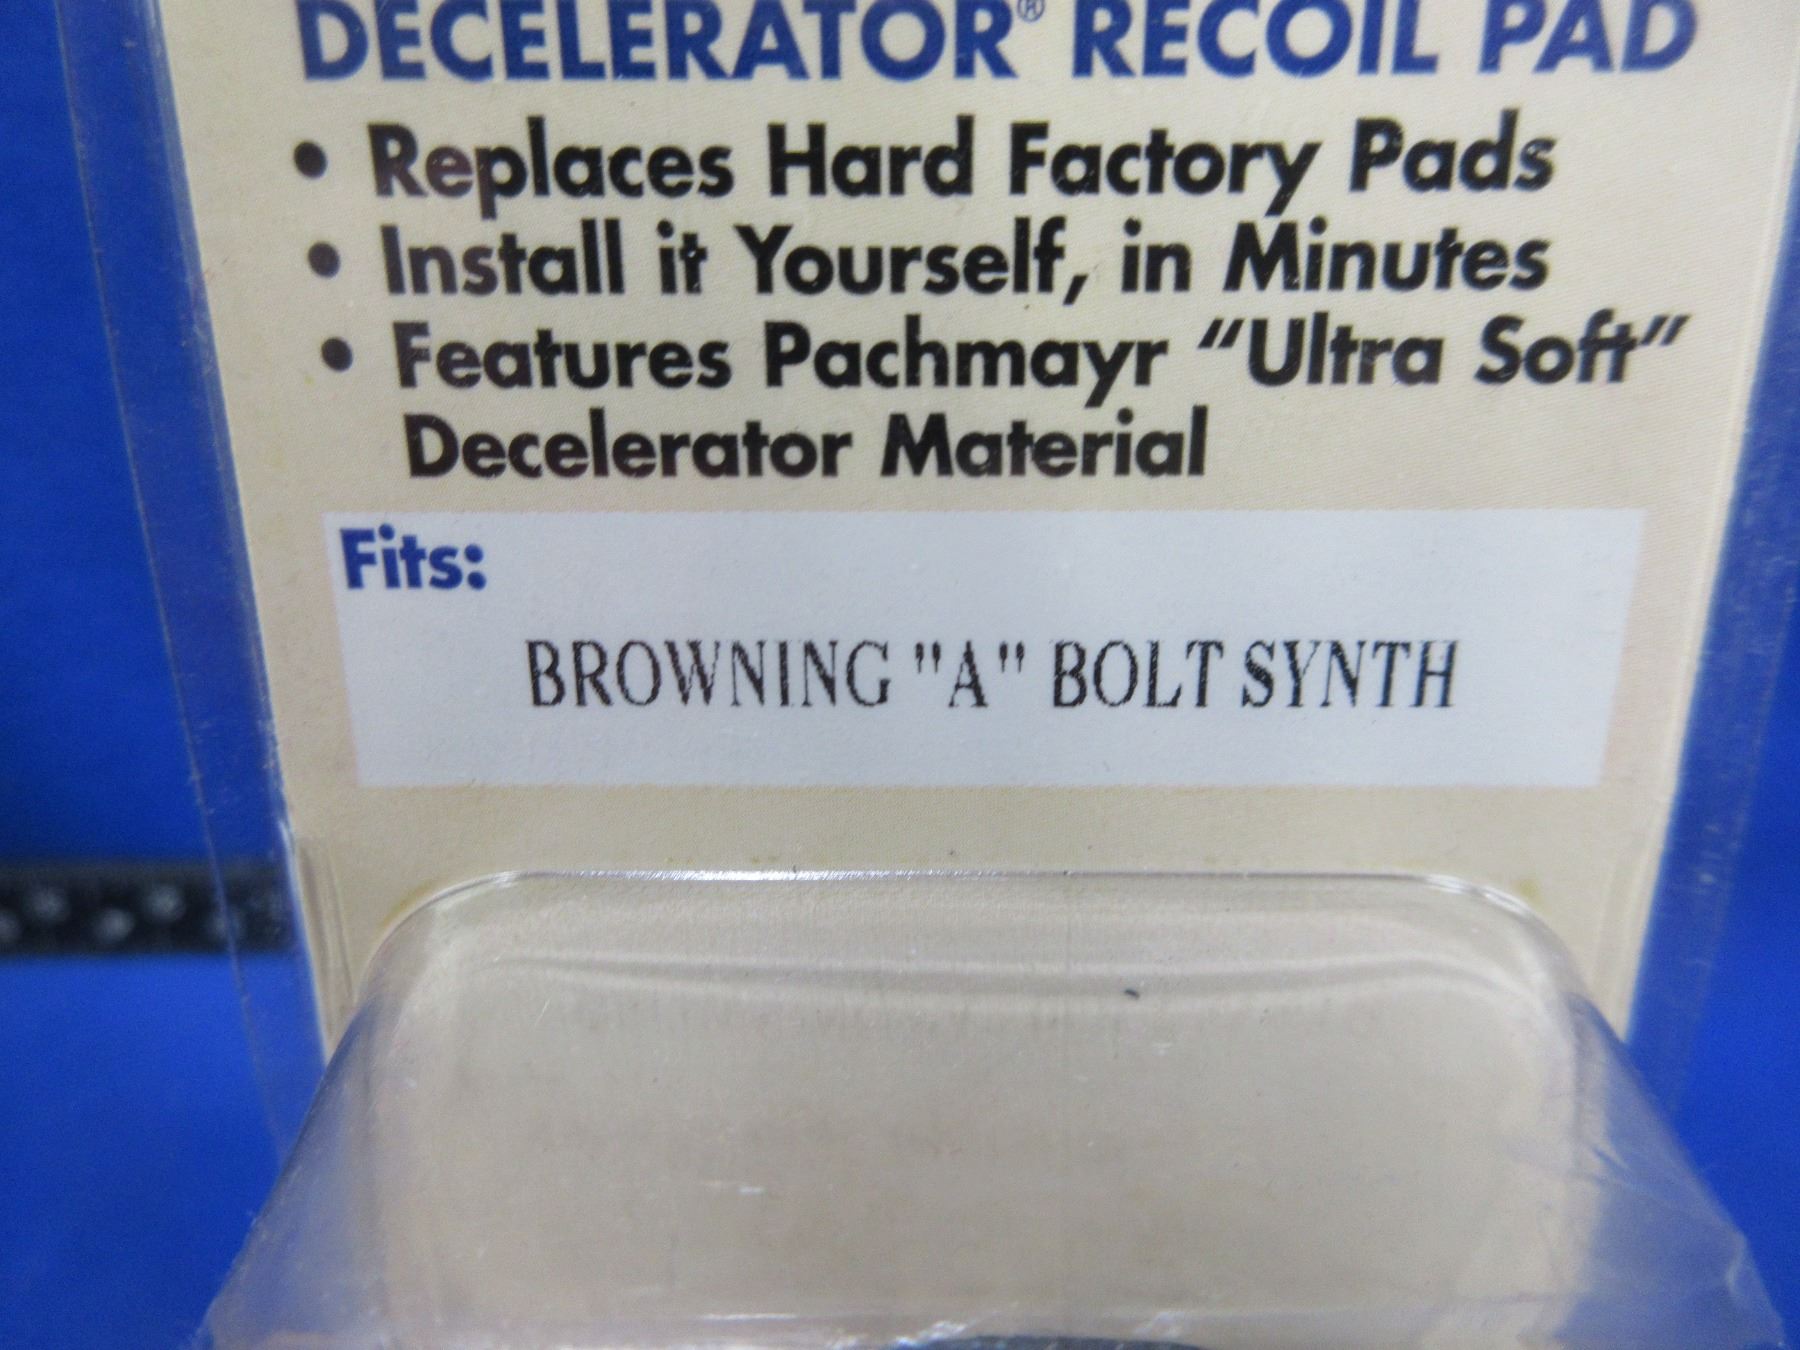 DECELERATOR® RECOIL PAD
• Replaces Hard Factory Pads
• Install it Yourself, in Minutes
• Features Pachmayr “Ultra Soft”
Decelerator Material
Fits:
BROWNING "A" BOLT SYNTH